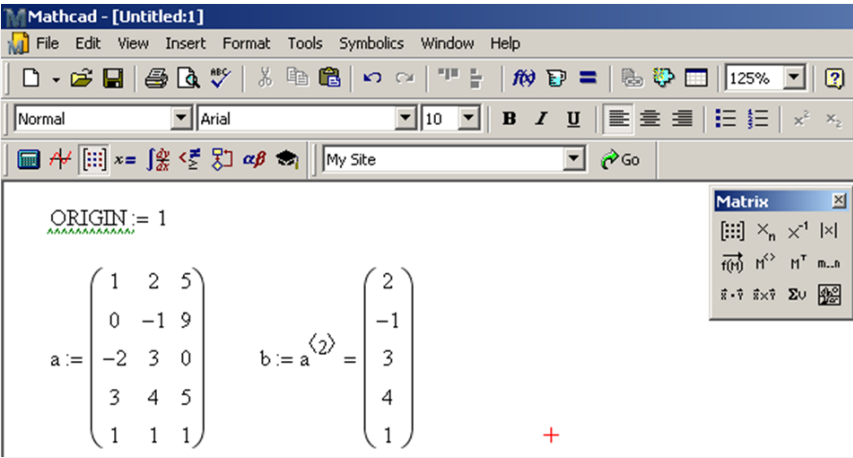 Mathcad - [Untitled:1]
File Edit View Insert Format Tools Symbolics Window Help
125%
Normal Arial 10 B I U
My Site Go
Matrix
ORIGIN := 1
1 2 5
0 -1 9
a := -2 3 0
3 4 5
1 1 1
b := a⟨2⟩ =
2
-1
3
4
1